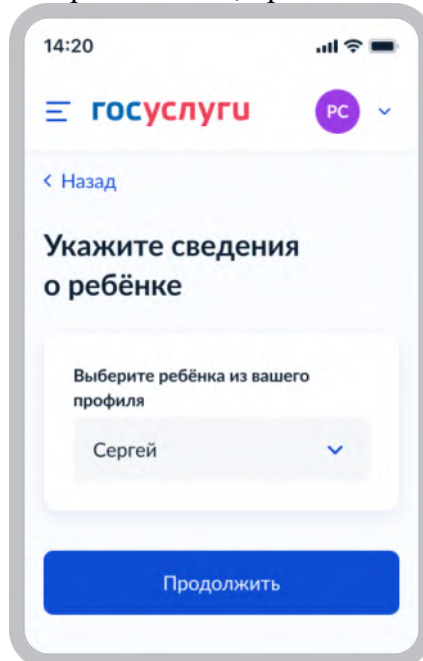 14:20
госуслуги
РС
Назад
Укажите сведения
о ребёнке
Выберите ребёнка из вашего
профиля
Сергей
Продолжить